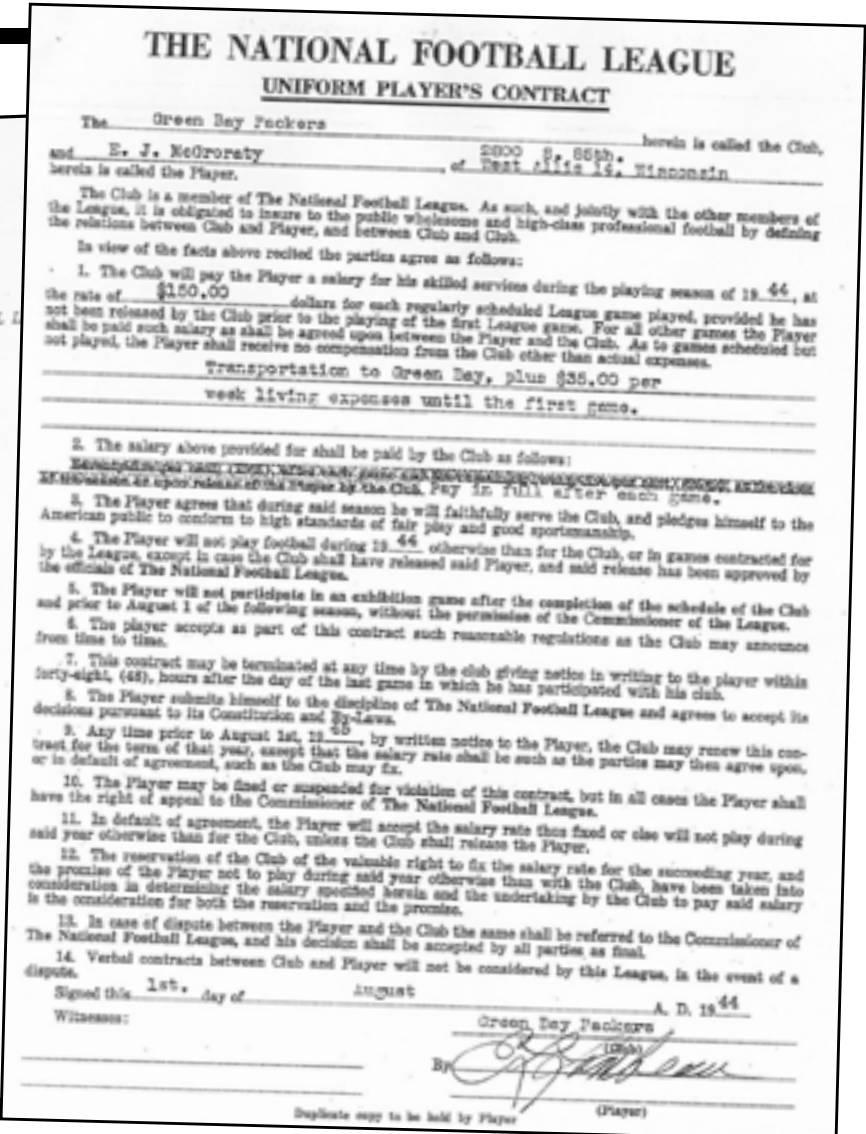 THE NATIONAL FOOTBALL LEAGUE
UNIFORM PLAYER'S CONTRACT
The Green Bay Packers herein is called the Club,
and E. J. McGroraty, of 2800 S. 85th. West Allis 14, Wisconsin
herein is called the Player.
The Club is a member of The National Football League. As such, and jointly with the other members of
the League, it is obligated to insure to the public wholesome and high-class professional football by defining
the relations between Club and Player, and between Club and Club.
In view of the facts above recited the parties agree as follows:
1. The Club will pay the Player a salary for his skilled services during the playing season of 19 44, at
the rate of $150.00 dollars for each regularly scheduled League game played, provided he has
not been released by the Club prior to the playing of the first League game. For all other games the Player
shall be paid such salary as shall be agreed upon between the Player and the Club. As to games scheduled but
not played, the Player shall receive no compensation from the Club other than actual expenses.
Transportation to Green Bay, plus $35.00 per
week living expenses until the first game.
2. The salary above provided for shall be paid by the Club as follows:
of the season or upon release of the Player by the Club. Pay in full after each game.
3. The Player agrees that during said season he will faithfully serve the Club, and pledges himself to the
American public to conform to high standards of fair play and good sportsmanship.
4. The Player will not play football during 19 44 otherwise than for the Club, or in games contracted for
by the League, except in case the Club shall have released said Player, and said release has been approved by
the officials of The National Football League.
5. The Player will not participate in an exhibition game after the completion of the schedule of the Club
and prior to August 1 of the following season, without the permission of the Commissioner of the League.
6. The player accepts as part of this contract such reasonable regulations as the Club may announce
from time to time.
7. This contract may be terminated at any time by the club giving notice in writing to the player within
forty-eight, (48), hours after the day of the last game in which he has participated with his club.
8. The Player submits himself to the discipline of The National Football League and agrees to accept its
decisions pursuant to its Constitution and By-Laws.
9. Any time prior to August 1st, 19 45, by written notice to the Player, the Club may renew this con-
tract for the term of that year, except that the salary rate shall be such as the parties may then agree upon,
or in default of agreement, such as the Club may fix.
10. The Player may be fined or suspended for violation of this contract, but in all cases the Player shall
have the right of appeal to the Commissioner of The National Football League.
11. In default of agreement, the Player will accept the salary rate thus fixed or else will not play during
said year otherwise than for the Club, unless the Club shall release the Player.
12. The reservation of the Club of the valuable right to fix the salary rate for the succeeding year, and
the promise of the Player not to play during said year otherwise than with the Club, have been taken into
consideration in determining the salary specified herein and the undertaking by the Club to pay said salary
is the consideration for both the reservation and the promise.
13. In case of dispute between the Player and the Club the same shall be referred to the Commissioner of
The National Football League, and his decision shall be accepted by all parties as final.
14. Verbal contracts between Club and Player will not be considered by this League, in the event of a
dispute.
Signed this 1st. day of August A. D. 19 44
Witnesses:
Green Bay Packers
(Club)
By
(Player)
Duplicate copy to be held by Player